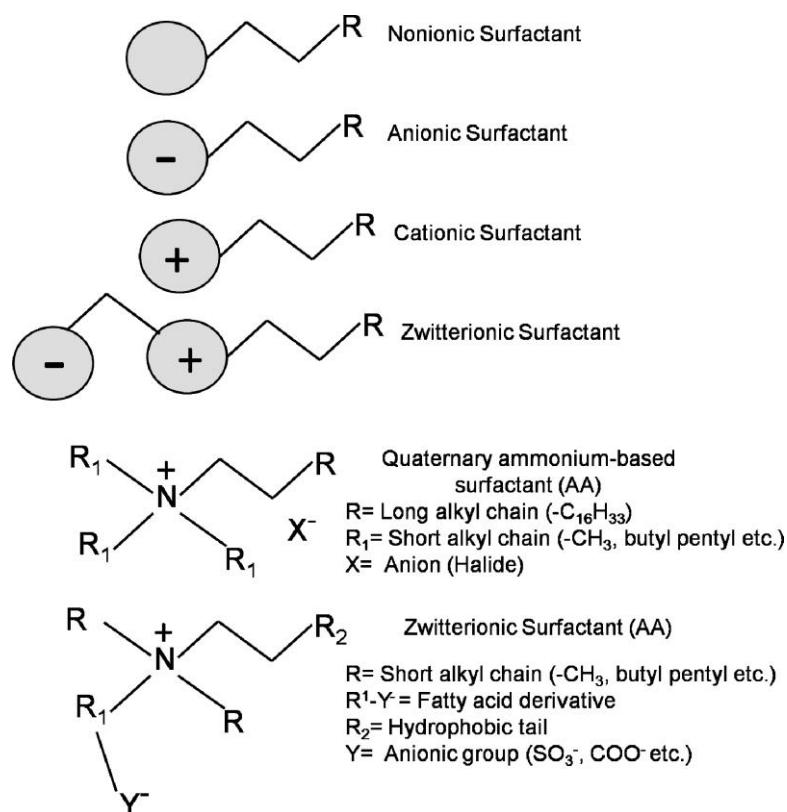 R Nonionic Surfactant
- R Anionic Surfactant
+ R Cationic Surfactant
- + R Zwitterionic Surfactant
R₁ + N R
R₁ R₁ X⁻
Quaternary ammonium-based
surfactant (AA)
R= Long alkyl chain (-C₁₆H₃₃)
R₁= Short alkyl chain (-CH₃, butyl pentyl etc.)
X= Anion (Halide)
R + N R₂
R₁ R
Y⁻
Zwitterionic Surfactant (AA)
R= Short alkyl chain (-CH₃, butyl pentyl etc.)
R¹-Y⁻= Fatty acid derivative
R₂= Hydrophobic tail
Y= Anionic group (SO₃⁻, COO⁻ etc.)